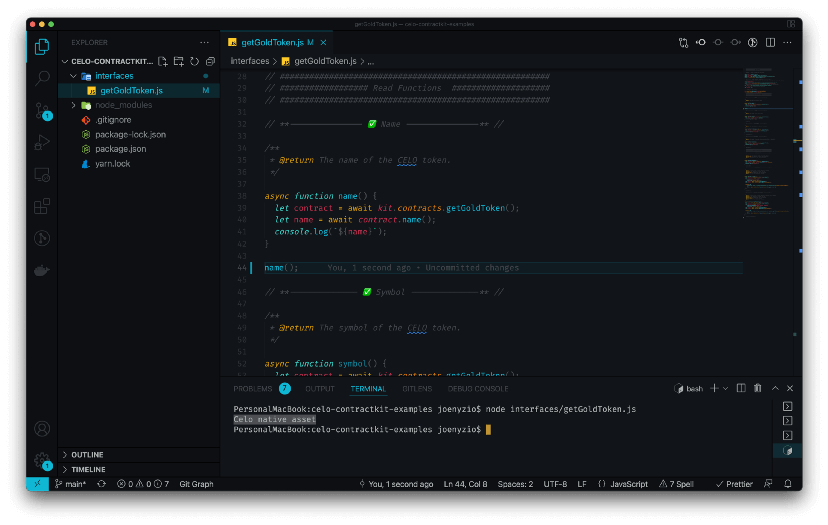 getGoldToken.js — celo-contractkit-examples
EXPLORER
CELO-CONTRACTKIT...
interfaces
getGoldToken.js M
node_modules
.gitignore
package-lock.json
package.json
yarn.lock
OUTLINE
TIMELINE
getGoldToken.js M
interfaces > getGoldToken.js > ...
28 // ########################################################
29 // ################## Read Functions ####################
30 // ########################################################
31
32 // **--------------- ✅ Name ---------------** //
33
34 /**
35 * @return The name of the CELO token.
36 */
37
38 async function name() {
39 let contract = await kit.contracts.getGoldToken();
40 let name = await contract.name();
41 console.log(`${name}`);
42 }
43
44 name(); You, 1 second ago • Uncommitted changes
45
46 // **--------------- ✅ Symbol ---------------** //
47
48 /**
49 * @return The symbol of the CELO token.
50 */
51
52 async function symbol() {
53 let contract = await kit.contracts.getGoldToken();
PROBLEMS 7 OUTPUT TERMINAL GITLENS DEBUG CONSOLE
bash
PersonalMacBook:celo-contractkit-examples joenyzio$ node interfaces/getGoldToken.js
Celo native asset
PersonalMacBook:celo-contractkit-examples joenyzio$
1
1
main* 0 0 7 Git Graph
You, 1 second ago Ln 44, Col 8 Spaces: 2 UTF-8 LF JavaScript 7 Spell Prettier